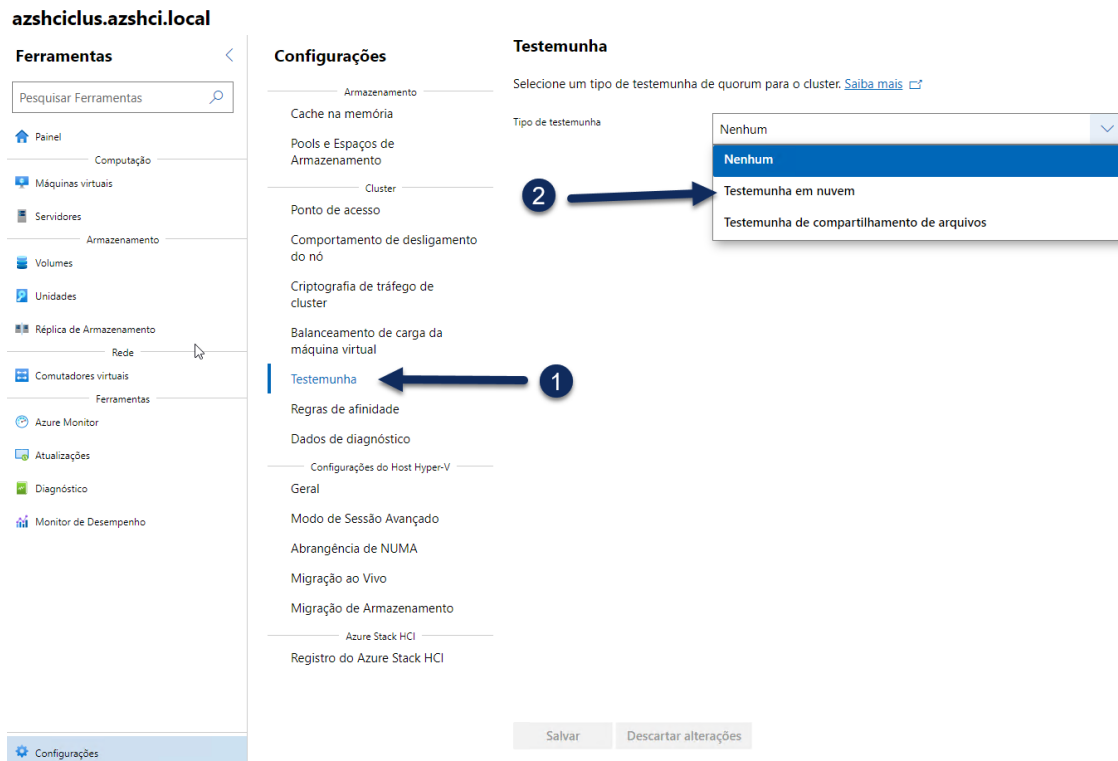 azshciclus.azshci.local
Ferramentas
Pesquisar Ferramentas
Painel
Computação
Máquinas virtuais
Servidores
Armazenamento
Volumes
Unidades
Réplica de Armazenamento
Rede
Comutadores virtuais
Ferramentas
Azure Monitor
Atualizações
Diagnóstico
Monitor de Desempenho
Configurações
Configurações
Armazenamento
Cache na memória
Pools e Espaços de
Armazenamento
Cluster
Ponto de acesso
Comportamento de desligamento
do nó
Criptografia de tráfego de
cluster
Balanceamento de carga da
máquina virtual
Testemunha
1
Regras de afinidade
Dados de diagnóstico
Configurações do Host Hyper-V
Geral
Modo de Sessão Avançado
Abrangência de NUMA
Migração ao Vivo
Migração de Armazenamento
Azure Stack HCI
Registro do Azure Stack HCI
Testemunha
Selecione um tipo de testemunha de quorum para o cluster. Saiba mais
Tipo de testemunha
Nenhum
Nenhum
2
Testemunha em nuvem
Testemunha de compartilhamento de arquivos
Salvar
Descartar alterações